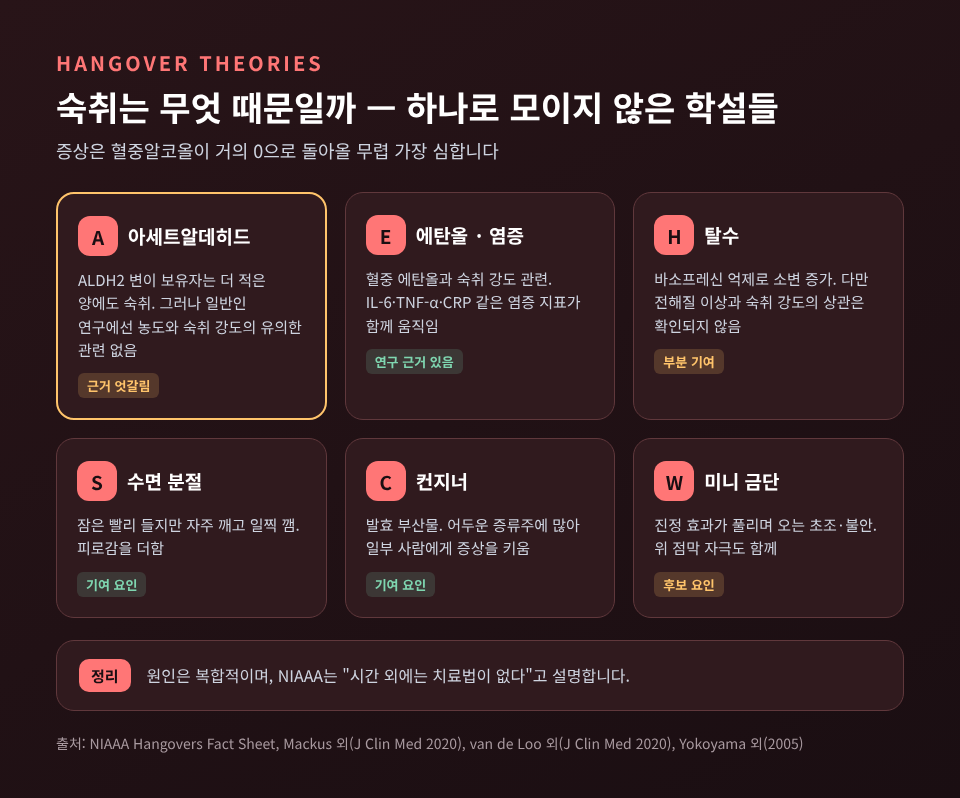 HANGOVER THEORIES
숙취는 무엇 때문일까 — 하나로 모이지 않은 학설들
증상은 혈중알코올이 거의 0으로 돌아올 무렵 가장 심합니다
A 아세트알데히드
ALDH2 변이 보유자는 더 적은
양에도 숙취. 그러나 일반인
연구에선 농도와 숙취 강도의 유의한
관련 없음
근거 엇갈림
E 에탄올 · 염증
혈중 에탄올과 숙취 강도 관련.
IL-6·TNF-α·CRP 같은 염증 지표가
함께 움직임
연구 근거 있음
H 탈수
바소프레신 억제로 소변 증가. 다만
전해질 이상과 숙취 강도의 상관은
확인되지 않음
부분 기여
S 수면 분절
잠은 빨리 들지만 자주 깨고 일찍 깸.
피로감을 더함
기여 요인
C 컨지너
발효 부산물. 어두운 증류주에 많아
일부 사람에게 증상을 키움
기여 요인
W 미니 금단
진정 효과가 풀리며 오는 초조·불안.
위 점막 자극도 함께
후보 요인
정리 원인은 복합적이며, NIAAA는 "시간 외에는 치료법이 없다"고 설명합니다.
출처: NIAAA Hangovers Fact Sheet, Mackus 외(J Clin Med 2020), van de Loo 외(J Clin Med 2020), Yokoyama 외(2005)